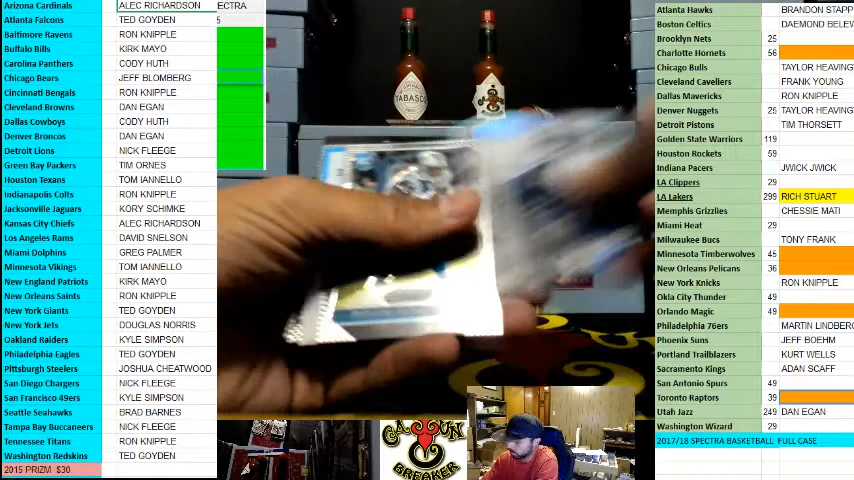 Arizona Cardinals ALEC RICHARDSON ECTRA
Atlanta Falcons TED GOYDEN
Baltimore Ravens RON KNIPPLE
Buffalo Bills KIRK MAYO
Carolina Panthers CODY HUTH
Chicago Bears JEFF BLOMBERG
Cincinnati Bengals RON KNIPPLE
Cleveland Browns DAN EGAN
Dallas Cowboys CODY HUTH
Denver Broncos DAN EGAN
Detroit Lions NICK FLEEGE
Green Bay Packers TIM ORNES
Houston Texans TOM IANNELLO
Indianapolis Colts RON KNIPPLE
Jacksonville Jaguars KORY SCHIMKE
Kansas City Chiefs ALEC RICHARDSON
Los Angeles Rams DAVID SNELSON
Miami Dolphins GREG PALMER
Minnesota Vikings TOM IANNELLO
New England Patriots KIRK MAYO
New Orleans Saints RON KNIPPLE
New York Giants TED GOYDEN
New York Jets DOUGLAS NORRIS
Oakland Raiders KYLE SIMPSON
Philadelphia Eagles TED GOYDEN
Pittsburgh Steelers JOSHUA CHEATWOOD
San Diego Chargers NICK FLEEGE
San Francisco 49ers KYLE SIMPSON
Seattle Seahawks BRAD BARNES
Tampa Bay Buccaneers NICK FLEEGE
Tennessee Titans RON KNIPPLE
Washington Redskins TED GOYDEN
2015 PRIZM $30
TABASCO
CAJUN
BREAKER
Atlanta Hawks BRANDON STAPP
Boston Celtics DAEMOND BELEW
Brooklyn Nets 25
Charlotte Hornets 56
Chicago Bulls TAYLOR HEAVING
Cleveland Caveliers FRANK YOUNG
Dallas Mavericks RON KNIPPLE
Denver Nuggets 25 TAYLOR HEAVING
Detroit Pistons TIM THORSETT
Golden State Warriors 119
Houston Rockets 59
Indiana Pacers JWICK JWICK
LA Clippers 29
LA Lakers 299 RICH STUART
Memphis Grizzlies CHESSIE MATI
Miami Heat 29
Milwaukee Bucs TONY FRANK
Minnesota Timberwolves 45
New Orleans Pelicans 36
New York Knicks RON KNIPPLE
Okla City Thunder 49
Orlando Magic 49
Philadelphia 76ers MARTIN LINDBERG
Phoenix Suns JEFF BOEHM
Portland Trailblazers KURT WELLS
Sacramento Kings ADAN SCAFF
San Antonio Spurs 49
Toronto Raptors 39
Utah Jazz 249 DAN EGAN
Washington Wizard 29
2017/18 SPECTRA BASKETBALL FULL CASE